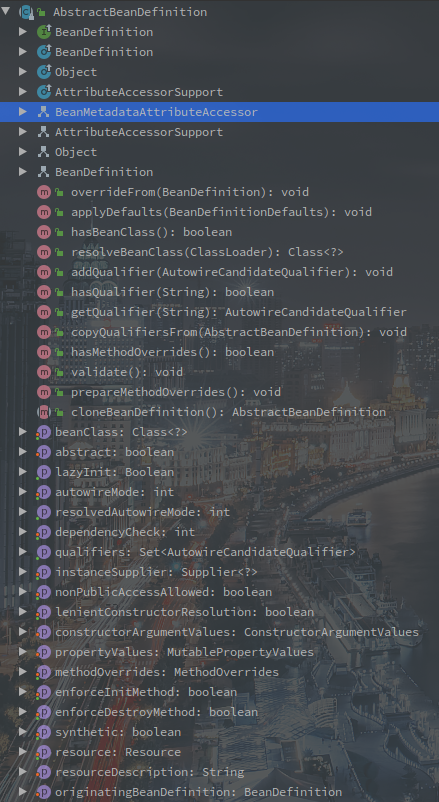 AbstractBeanDefinition
BeanDefinition
BeanDefinition
Object
AttributeAccessorSupport
BeanMetadataAttributeAccessor
AttributeAccessorSupport
Object
BeanDefinition
overrideFrom(BeanDefinition): void
applyDefaults(BeanDefinitionDefaults): void
hasBeanClass(): boolean
resolveBeanClass(ClassLoader): Class<?>
addQualifier(AutowireCandidateQualifier): void
hasQualifier(String): boolean
getQualifier(String): AutowireCandidateQualifier
copyQualifiersFrom(AbstractBeanDefinition): void
hasMethodOverrides(): boolean
validate(): void
prepareMethodOverrides(): void
cloneBeanDefinition(): AbstractBeanDefinition
beanClass: Class<?>
abstract: boolean
lazyInit: Boolean
autowireMode: int
resolvedAutowireMode: int
dependencyCheck: int
qualifiers: Set<AutowireCandidateQualifier>
instanceSupplier: Supplier<?>
nonPublicAccessAllowed: boolean
lenientConstructorResolution: boolean
constructorArgumentValues: ConstructorArgumentValues
propertyValues: MutablePropertyValues
methodOverrides: MethodOverrides
enforceInitMethod: boolean
enforceDestroyMethod: boolean
synthetic: boolean
resource: Resource
resourceDescription: String
originatingBeanDefinition: BeanDefinition